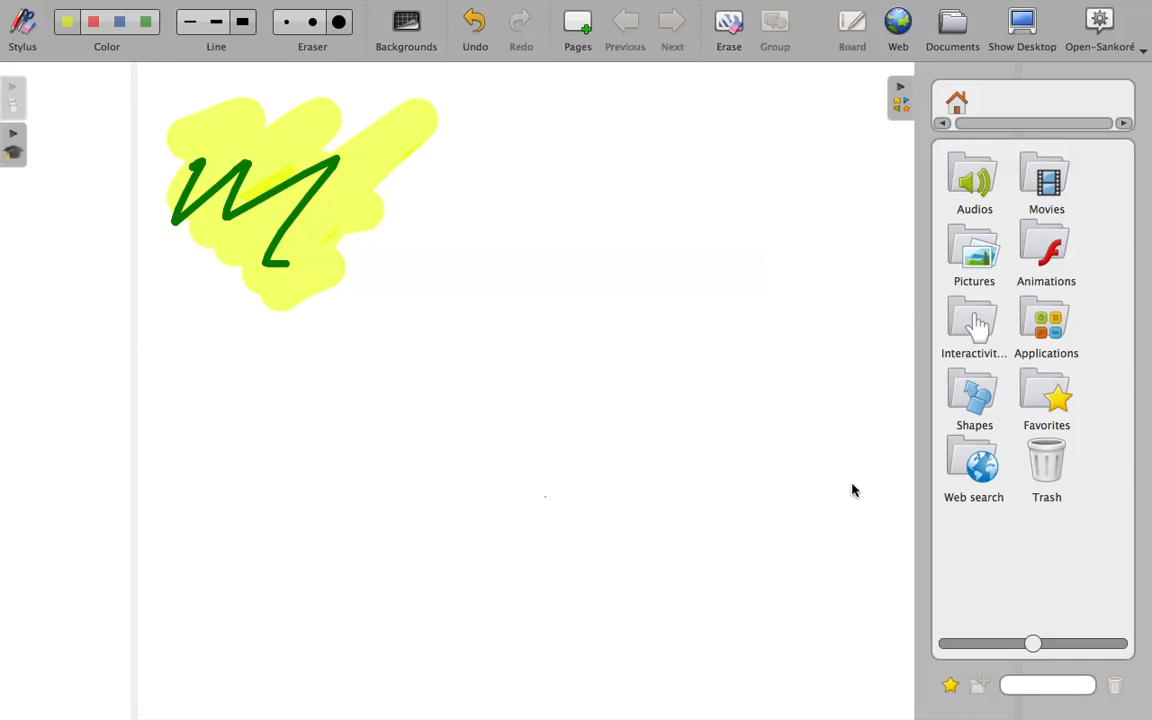 Stylus Color Line Eraser Backgrounds Undo Redo Pages Previous Next Erase Group Board Web Documents Show Desktop Open-Sankoré
Audios Movies
Pictures Animations
Interactivit... Applications
Shapes Favorites
Web search Trash